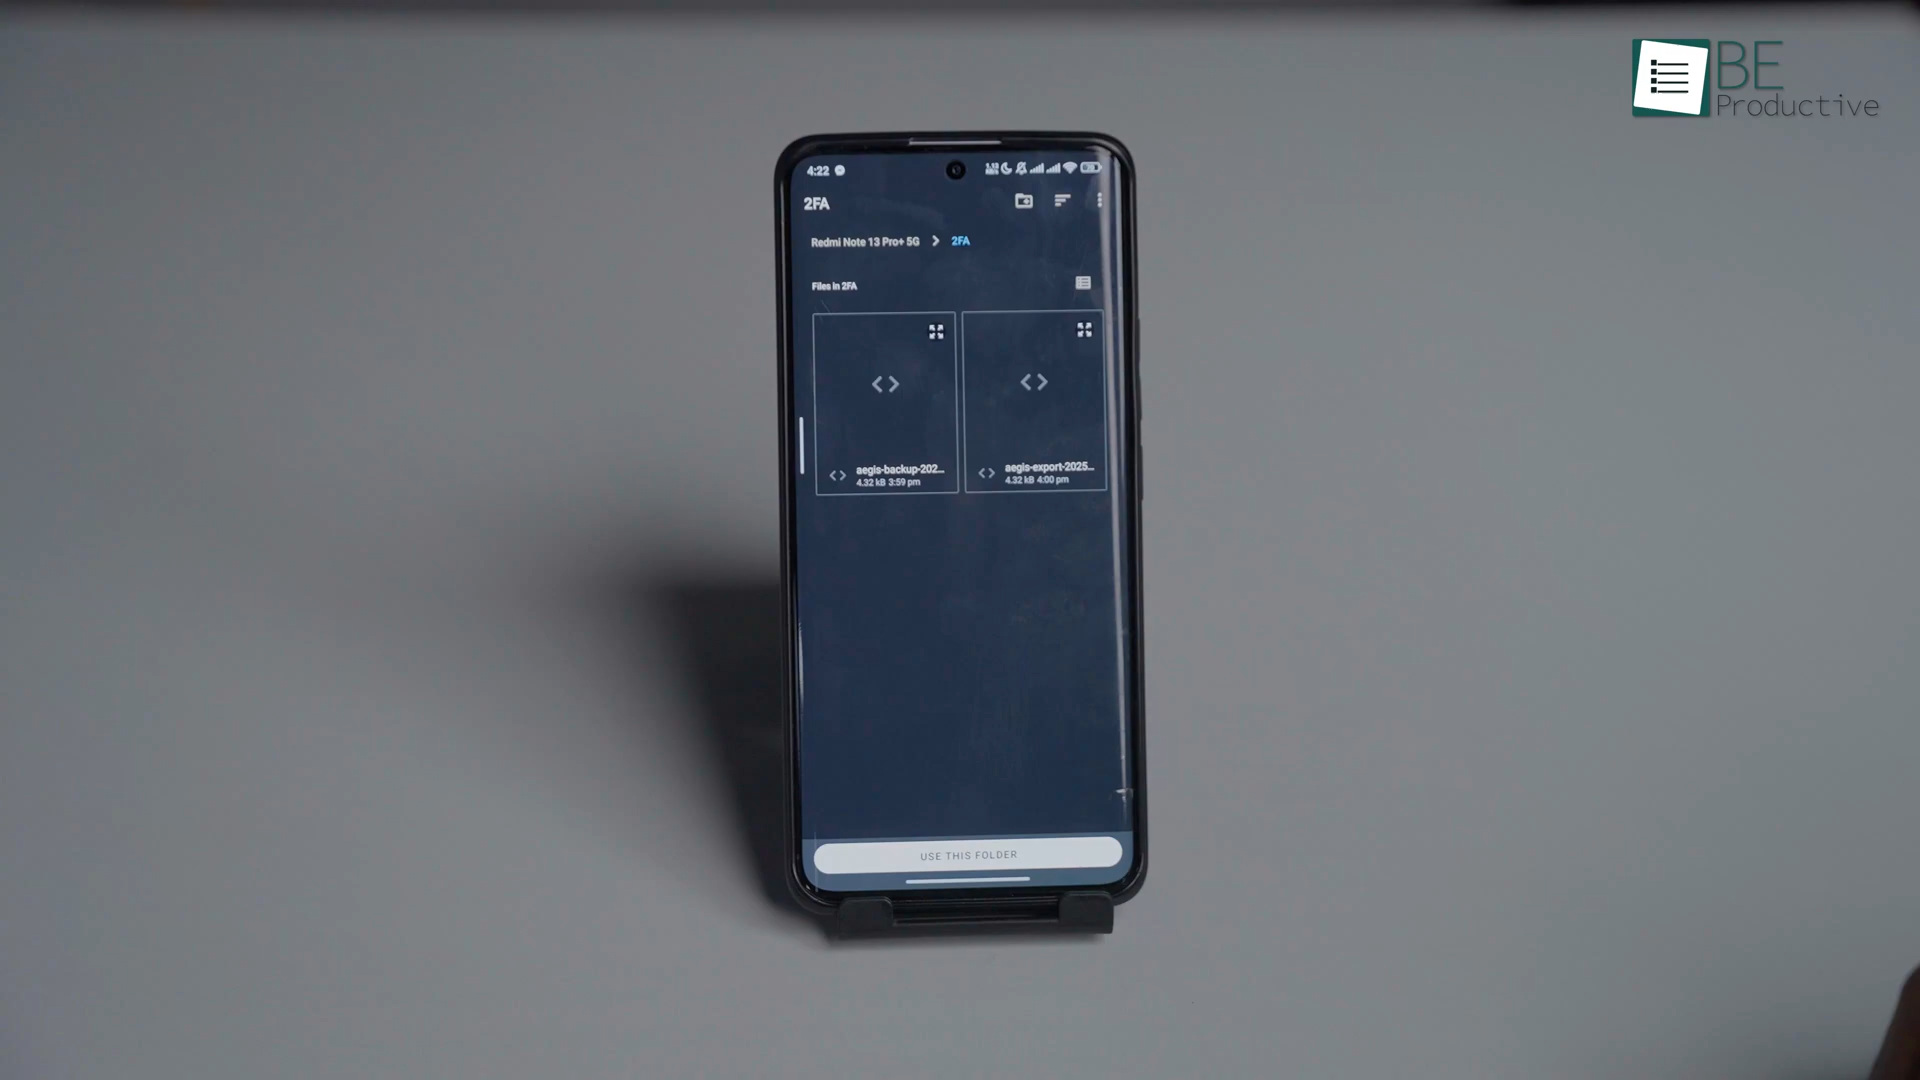 BE
Productive
4:22
2FA
Redmi Note 13 Pro+ 5G > 2FA
Files in 2FA
aegis-backup-202...
4.32 kB 3:59 pm
aegis-export-2025...
4.32 kB 4:00 pm
USE THIS FOLDER